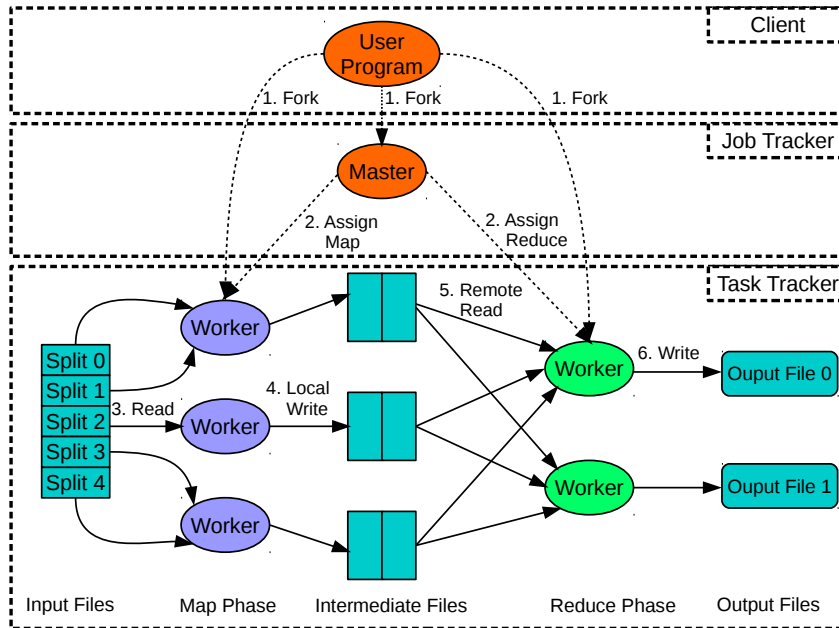 Client
User
Program
1. Fork
1. Fork
1. Fork
Job Tracker
Master
2. Assign
Map
2. Assign
Reduce
Task Tracker
5. Remote
Read
Worker
Worker
6. Write
Split 0
Split 1
Split 2
Split 3
Split 4
3. Read
Worker
4. Local
Write
Ouput File 0
Worker
Ouput File 1
Worker
Input Files
Map Phase
Intermediate Files
Reduce Phase
Output Files